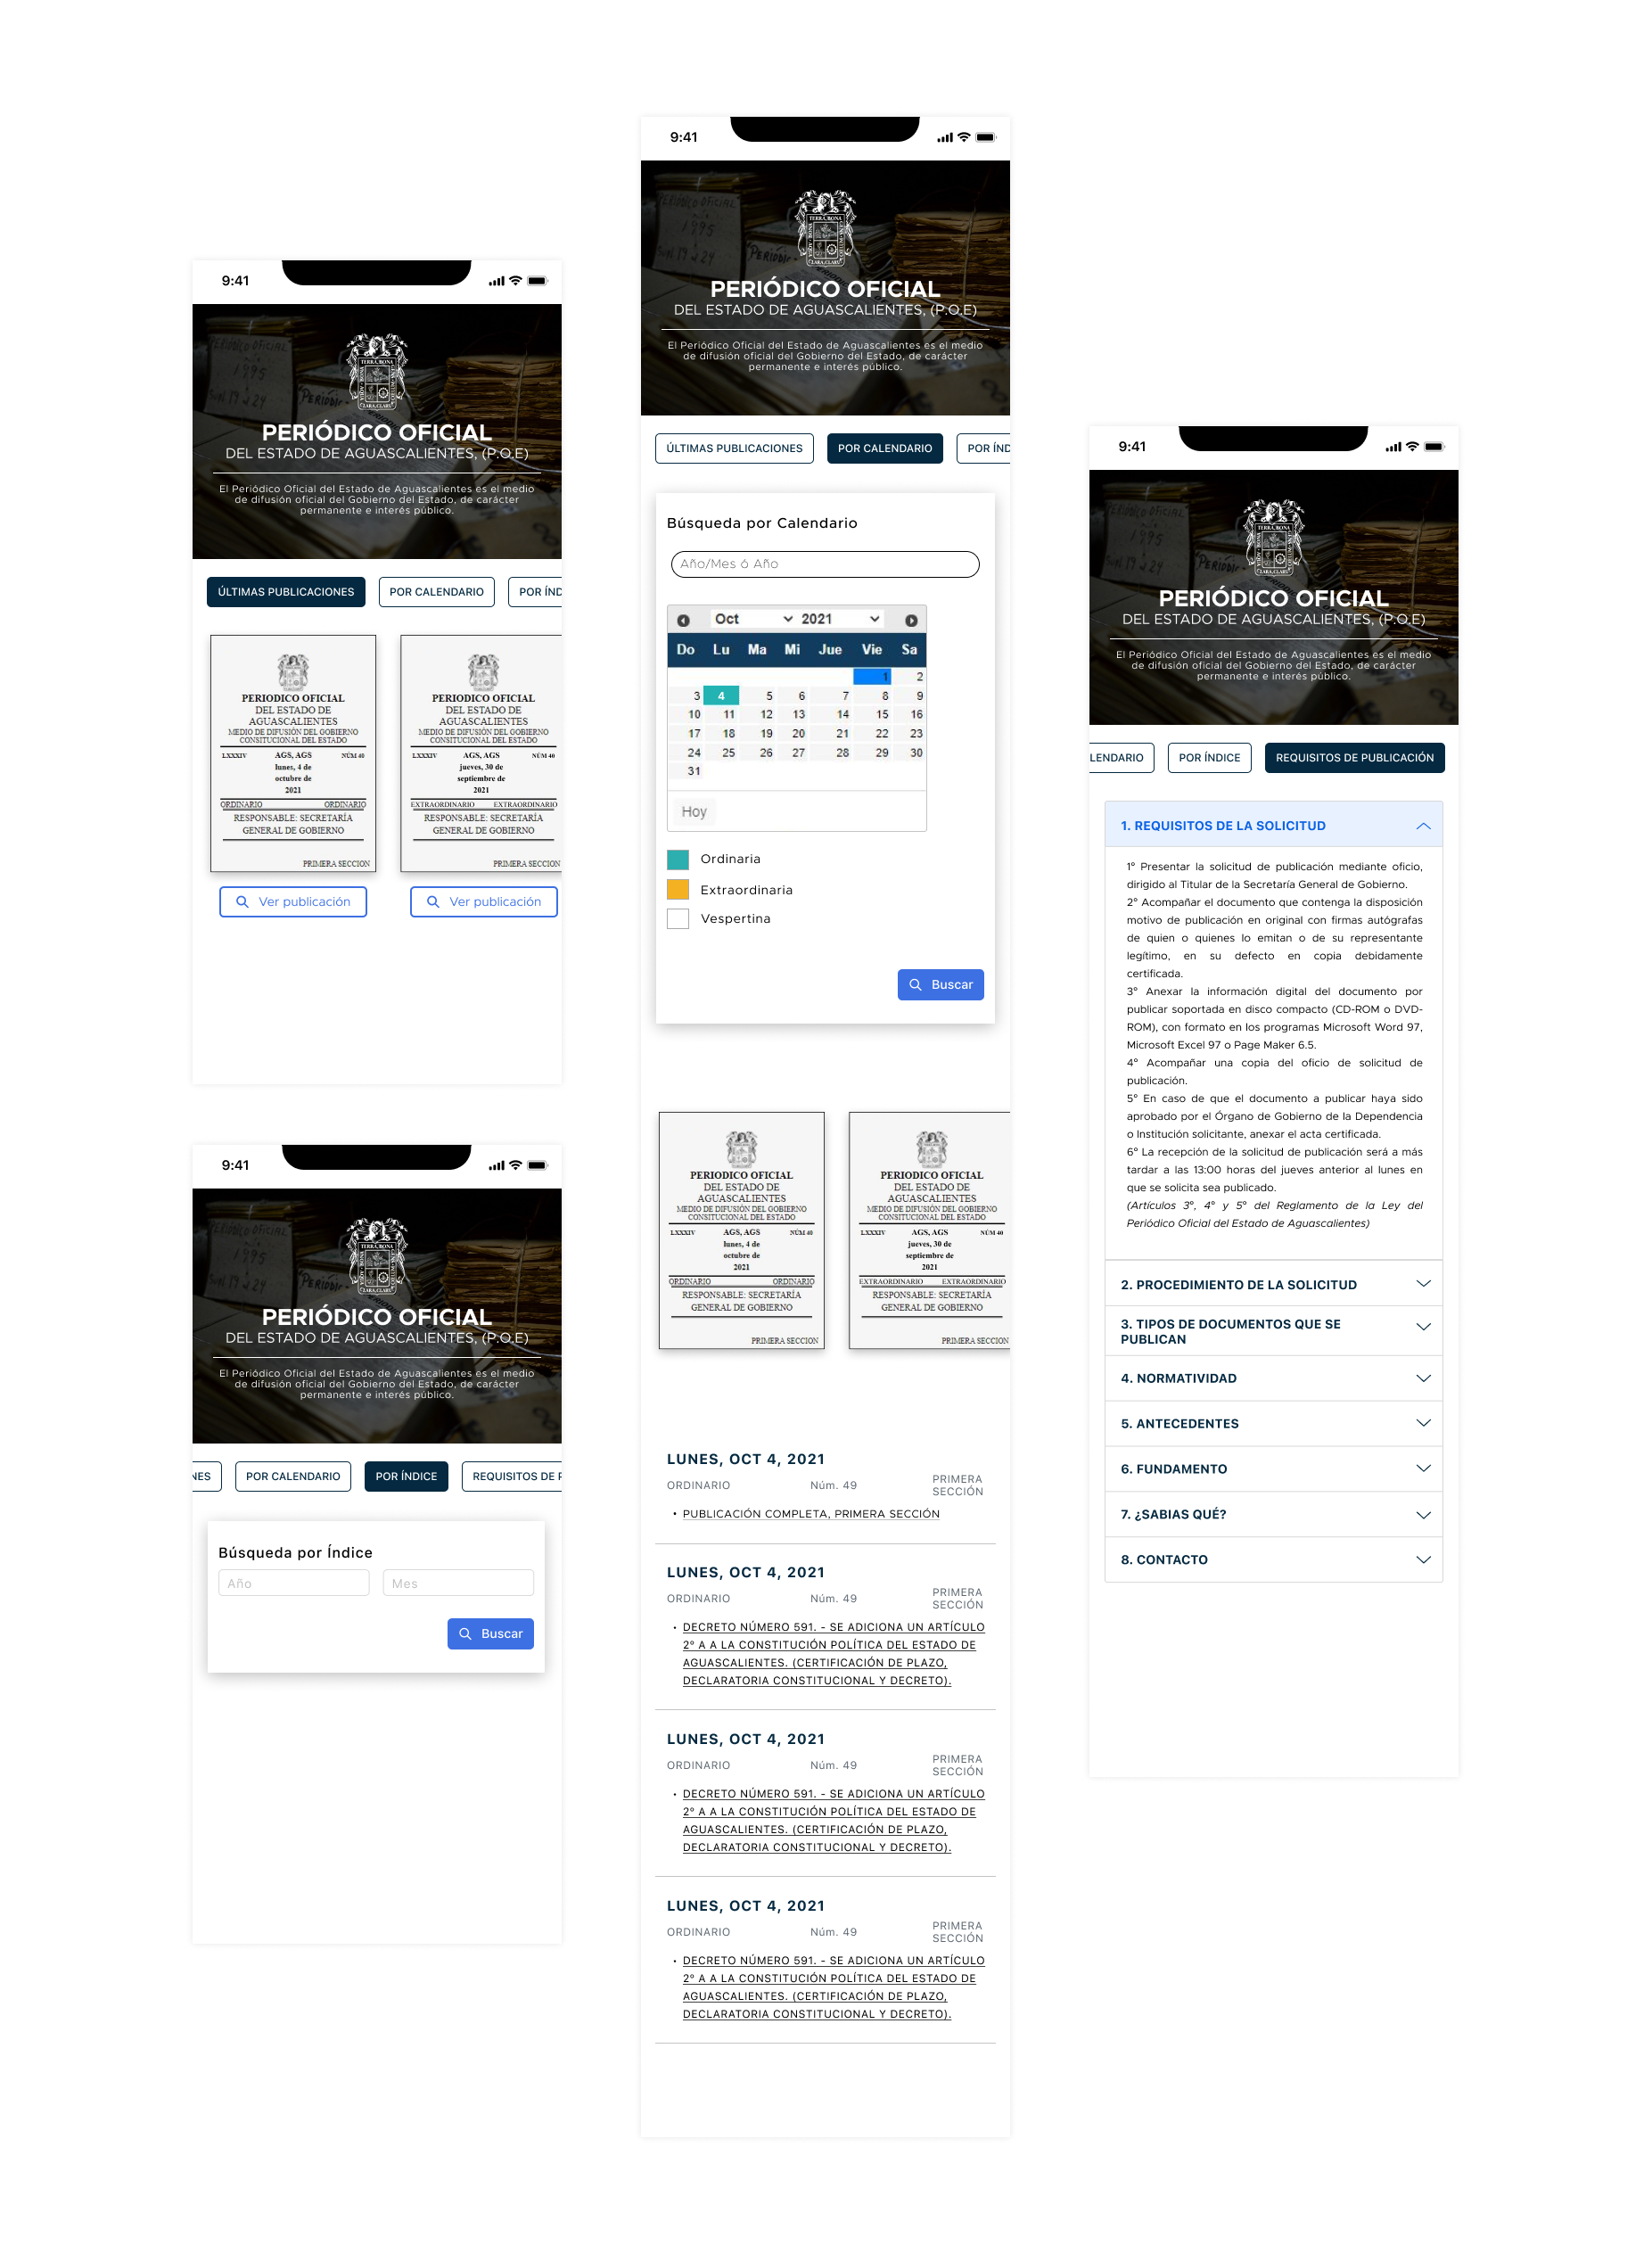 9:41
PERIÓDICO OFICIAL
DEL ESTADO DE AGUASCALIENTES, (P.O.E)
El Periódico Oficial del Estado de Aguascalientes es el medio
de difusión oficial del Gobierno del Estado, de carácter
permanente e interés público.
ÚLTIMAS PUBLICACIONES
POR CALENDARIO
POR ÍND
PERIODICO OFICIAL
DEL ESTADO DE
AGUASCALIENTES
MEDIO DE DIFUSIÓN DEL GOBIERNO
CONSITUCIONAL DEL ESTADO
LXXXIV AGS, AGS NÚM 40
lunes, 4 de
octubre de
2021
ORDINARIO ORDINARIO
RESPONSABLE: SECRETARÍA
GENERAL DE GOBIERNO
PRIMERA SECCION
Ver publicación
PERIODICO OFICIAL
DEL ESTADO DE
AGUASCALIENTES
MEDIO DE DIFUSIÓN DEL GOBIERNO
CONSITUCIONAL DEL ESTADO
LXXXIV AGS, AGS NÚM 40
jueves, 30 de
septiembre de
2021
EXTRAORDINARIO EXTRAORDINARIO
RESPONSABLE: SECRETARÍA
GENERAL DE GOBIERNO
PRIMERA SECCION
Ver publicación
9:41
PERIÓDICO OFICIAL
DEL ESTADO DE AGUASCALIENTES, (P.O.E)
El Periódico Oficial del Estado de Aguascalientes es el medio
de difusión oficial del Gobierno del Estado, de carácter
permanente e interés público.
NES
POR CALENDARIO
POR ÍNDICE
REQUISITOS DE P
Búsqueda por Índice
Año
Mes
Buscar
9:41
TERRA BONA
PERIÓDICO OFICIAL
DEL ESTADO DE AGUASCALIENTES, (P.O.E)
El Periódico Oficial del Estado de Aguascalientes es el medio
de difusión oficial del Gobierno del Estado, de carácter
permanente e interés público.
ÚLTIMAS PUBLICACIONES
POR CALENDARIO
POR ÍND
Búsqueda por Calendario
Año/Mes ó Año
Oct 2021
Do Lu Ma Mi Jue Vie Sa
1 2
3 4 5 6 7 8 9
10 11 12 13 14 15 16
17 18 19 20 21 22 23
24 25 26 27 28 29 30
31
Hoy
Ordinaria
Extraordinaria
Vespertina
Buscar
PERIODICO OFICIAL
DEL ESTADO DE
AGUASCALIENTES
MEDIO DE DIFUSIÓN DEL GOBIERNO
CONSITUCIONAL DEL ESTADO
LXXXIV AGS, AGS NÚM 40
lunes, 4 de
octubre de
2021
ORDINARIO ORDINARIO
RESPONSABLE: SECRETARÍA
GENERAL DE GOBIERNO
PRIMERA SECCION
PERIODICO OFICIAL
DEL ESTADO DE
AGUASCALIENTES
MEDIO DE DIFUSIÓN DEL GOBIERNO
CONSITUCIONAL DEL ESTADO
LXXXIV AGS, AGS NÚM 40
jueves, 30 de
septiembre de
2021
EXTRAORDINARIO EXTRAORDINARIO
RESPONSABLE: SECRETARÍA
GENERAL DE GOBIERNO
PRIMERA SECCION
LUNES, OCT 4, 2021
ORDINARIO Núm. 49 PRIMERA SECCIÓN
• PUBLICACIÓN COMPLETA, PRIMERA SECCIÓN
LUNES, OCT 4, 2021
ORDINARIO Núm. 49 PRIMERA SECCIÓN
• DECRETO NÚMERO 591. - SE ADICIONA UN ARTÍCULO
2º A A LA CONSTITUCIÓN POLÍTICA DEL ESTADO DE
AGUASCALIENTES. (CERTIFICACIÓN DE PLAZO,
DECLARATORIA CONSTITUCIONAL Y DECRETO).
LUNES, OCT 4, 2021
ORDINARIO Núm. 49 PRIMERA SECCIÓN
• DECRETO NÚMERO 591. - SE ADICIONA UN ARTÍCULO
2º A A LA CONSTITUCIÓN POLÍTICA DEL ESTADO DE
AGUASCALIENTES. (CERTIFICACIÓN DE PLAZO,
DECLARATORIA CONSTITUCIONAL Y DECRETO).
LUNES, OCT 4, 2021
ORDINARIO Núm. 49 PRIMERA SECCIÓN
• DECRETO NÚMERO 591. - SE ADICIONA UN ARTÍCULO
2º A A LA CONSTITUCIÓN POLÍTICA DEL ESTADO DE
AGUASCALIENTES. (CERTIFICACIÓN DE PLAZO,
DECLARATORIA CONSTITUCIONAL Y DECRETO).
9:41
PERIÓDICO OFICIAL
DEL ESTADO DE AGUASCALIENTES, (P.O.E)
El Periódico Oficial del Estado de Aguascalientes es el medio
de difusión oficial del Gobierno del Estado, de carácter
permanente e interés público.
LENDARIO
POR ÍNDICE
REQUISITOS DE PUBLICACIÓN
1. REQUISITOS DE LA SOLICITUD
1º Presentar la solicitud de publicación mediante oficio,
dirigido al Titular de la Secretaría General de Gobierno.
2º Acompañar el documento que contenga la disposición
motivo de publicación en original con firmas autógrafas
de quien o quienes lo emitan o de su representante
legítimo, en su defecto en copia debidamente
certificada.
3º Anexar la información digital del documento por
publicar soportada en disco compacto (CD-ROM o DVD-
ROM), con formato en los programas Microsoft Word 97,
Microsoft Excel 97 o Page Maker 6.5.
4º Acompañar una copia del oficio de solicitud de
publicación.
5º En caso de que el documento a publicar haya sido
aprobado por el Órgano de Gobierno de la Dependencia
o Institución solicitante, anexar el acta certificada.
6º La recepción de la solicitud de publicación será a más
tardar a las 13:00 horas del jueves anterior al lunes en
que se solicita sea publicado.
(Artículos 3º, 4º y 5º del Reglamento de la Ley del
Periódico Oficial del Estado de Aguascalientes)
2. PROCEDIMIENTO DE LA SOLICITUD
3. TIPOS DE DOCUMENTOS QUE SE
PUBLICAN
4. NORMATIVIDAD
5. ANTECEDENTES
6. FUNDAMENTO
7. ¿SABIAS QUÉ?
8. CONTACTO